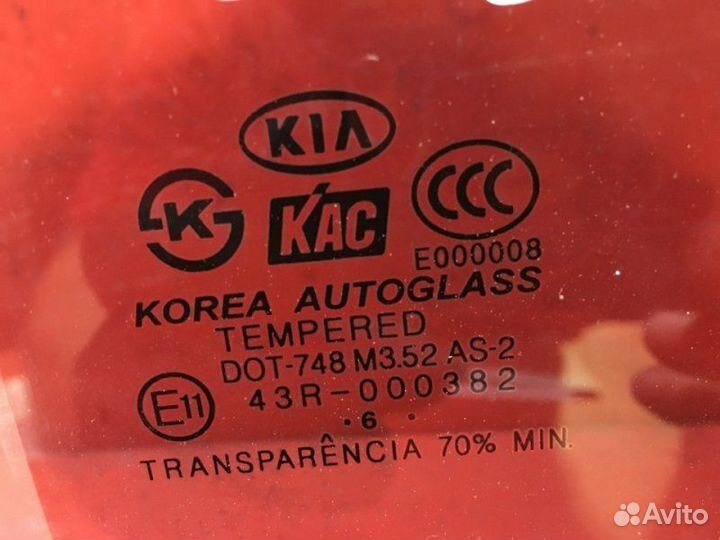 KIA
K
KAC
CCC
E000008
KOREA AUTOGLASS
TEMPERED
DOT-748 M3.52 AS-2
E11
43R-000382
·6·
TRANSPARÊNCIA 70% MIN.
Avito